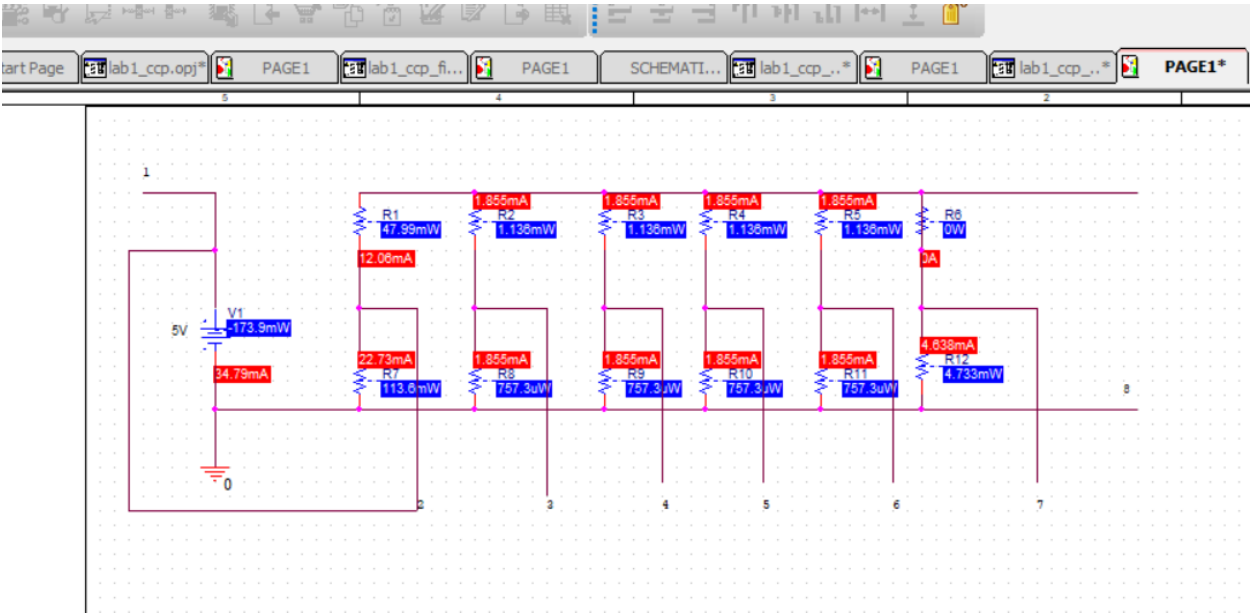 tart Page lab1_ccp.opj* PAGE1 lab1_ccp_fi... PAGE1 SCHEMATI... lab1_ccp_..* PAGE1 lab1_ccp_..* PAGE1*
5 4 3 2
1
1.855mA 1.855mA 1.855mA 1.855mA
R1 R2 R3 R4 R5 R6
47.99mW 1.136mW 1.136mW 1.136mW 1.136mW 0W
12.06mA 0A
V1
5V -173.9mW
4.638mA
22.73mA 1.855mA 1.855mA 1.855mA 1.855mA R12
34.79mA R7 R8 R9 R10 R11 4.733mW
113.6mW 757.3uW 757.3uW 757.3uW 757.3uW 8
0
2 3 4 5 6 7